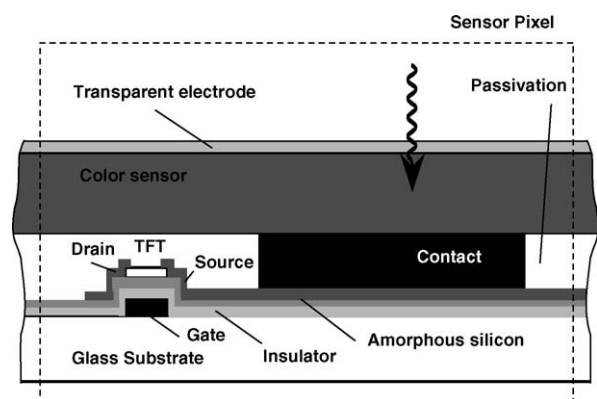 Sensor Pixel
Transparent electrode
Passivation
Color sensor
TFT
Drain
Source
Contact
Gate
Amorphous silicon
Glass Substrate
Insulator